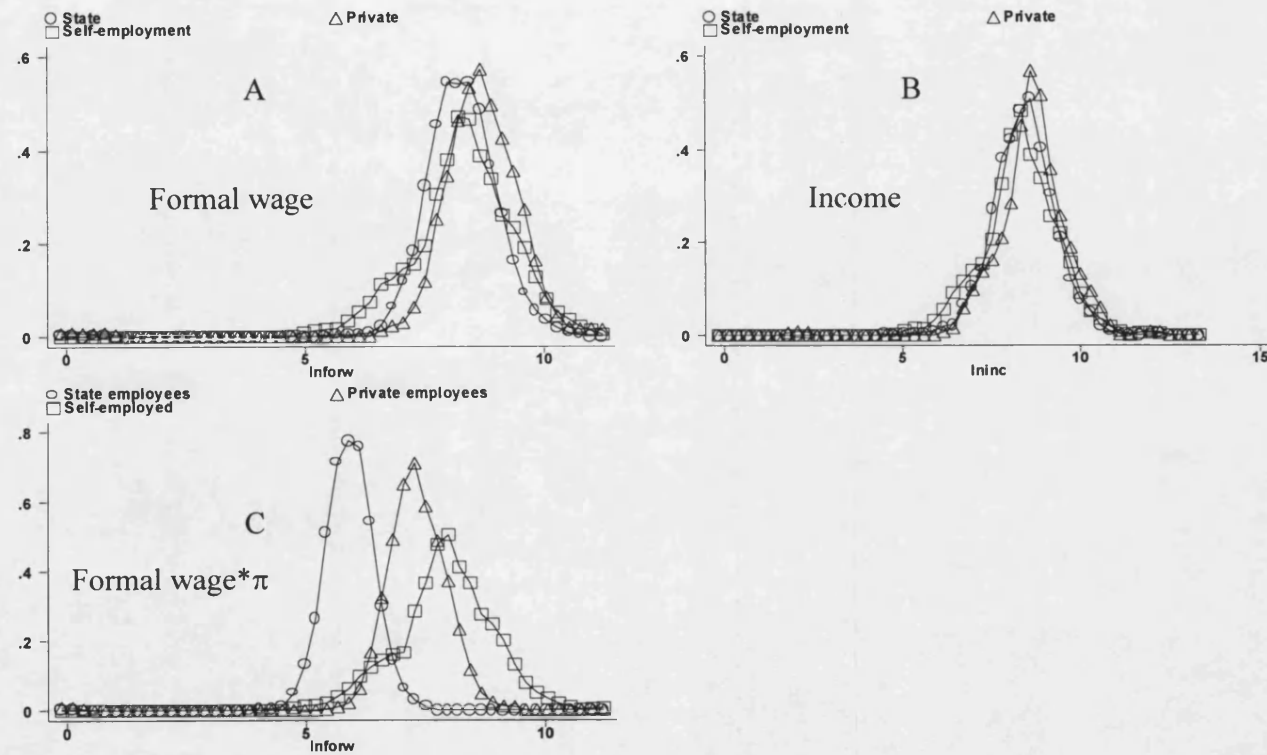 ○ State △ Private
□ Self-employment
.6
.4
.2
0
A
Formal wage
0 5 10
lnforw
○ State △ Private
□ Self-employment
.6
.4
.2
0
B
Income
0 5 10 15
lninc
○ State employees △ Private employees
□ Self-employed
.8
.6
.4
.2
0
C
Formal wage*π
0 5 10
lnforw